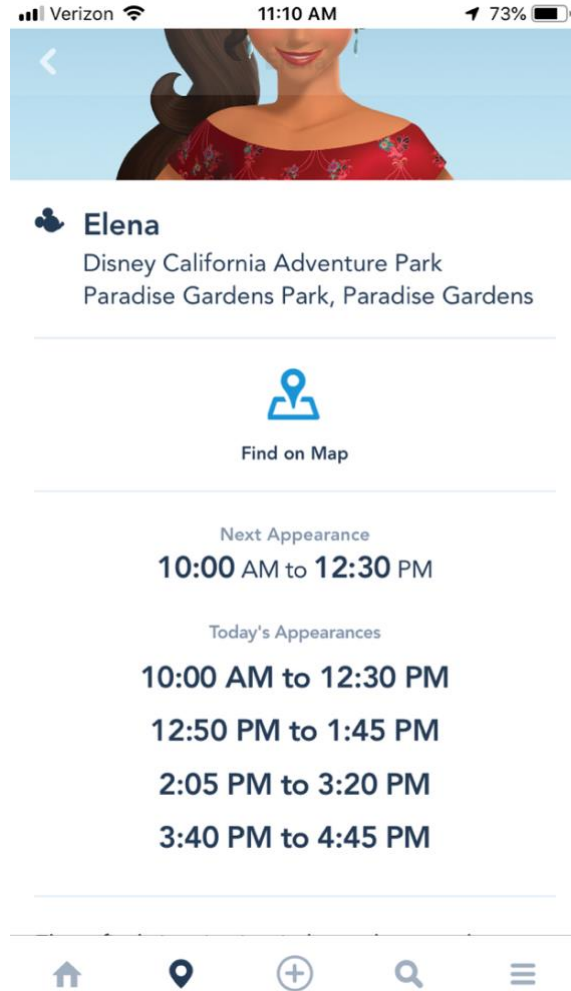 Verizon 11:10 AM 73%
Elena
Disney California Adventure Park
Paradise Gardens Park, Paradise Gardens
Find on Map
Next Appearance
10:00 AM to 12:30 PM
Today's Appearances
10:00 AM to 12:30 PM
12:50 PM to 1:45 PM
2:05 PM to 3:20 PM
3:40 PM to 4:45 PM